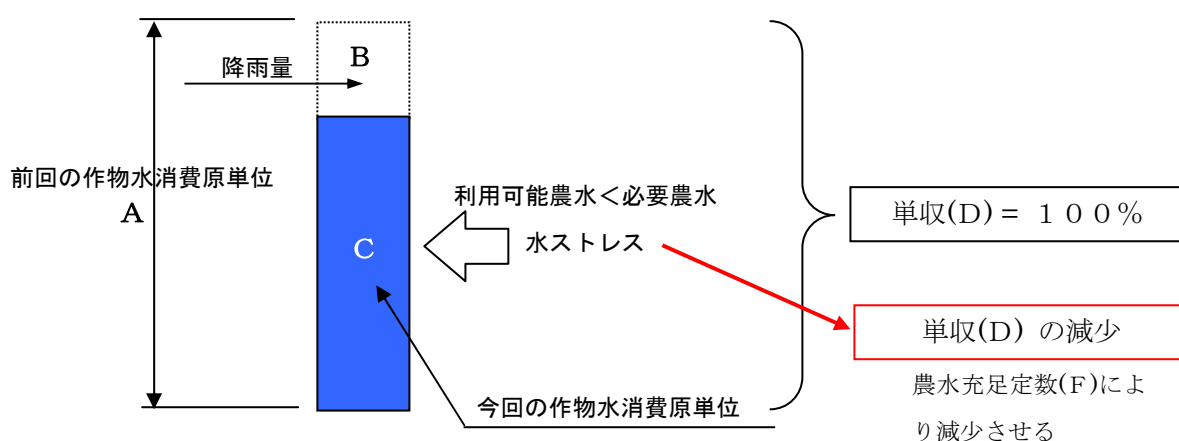 B
降雨量
前回の作物水消費原単位
A
利用可能農水＜必要農水
水ストレス
C
単収(D)＝ １００％
単収(D) の減少
農水充足定数(F)によ
り減少させる
今回の作物水消費原単位